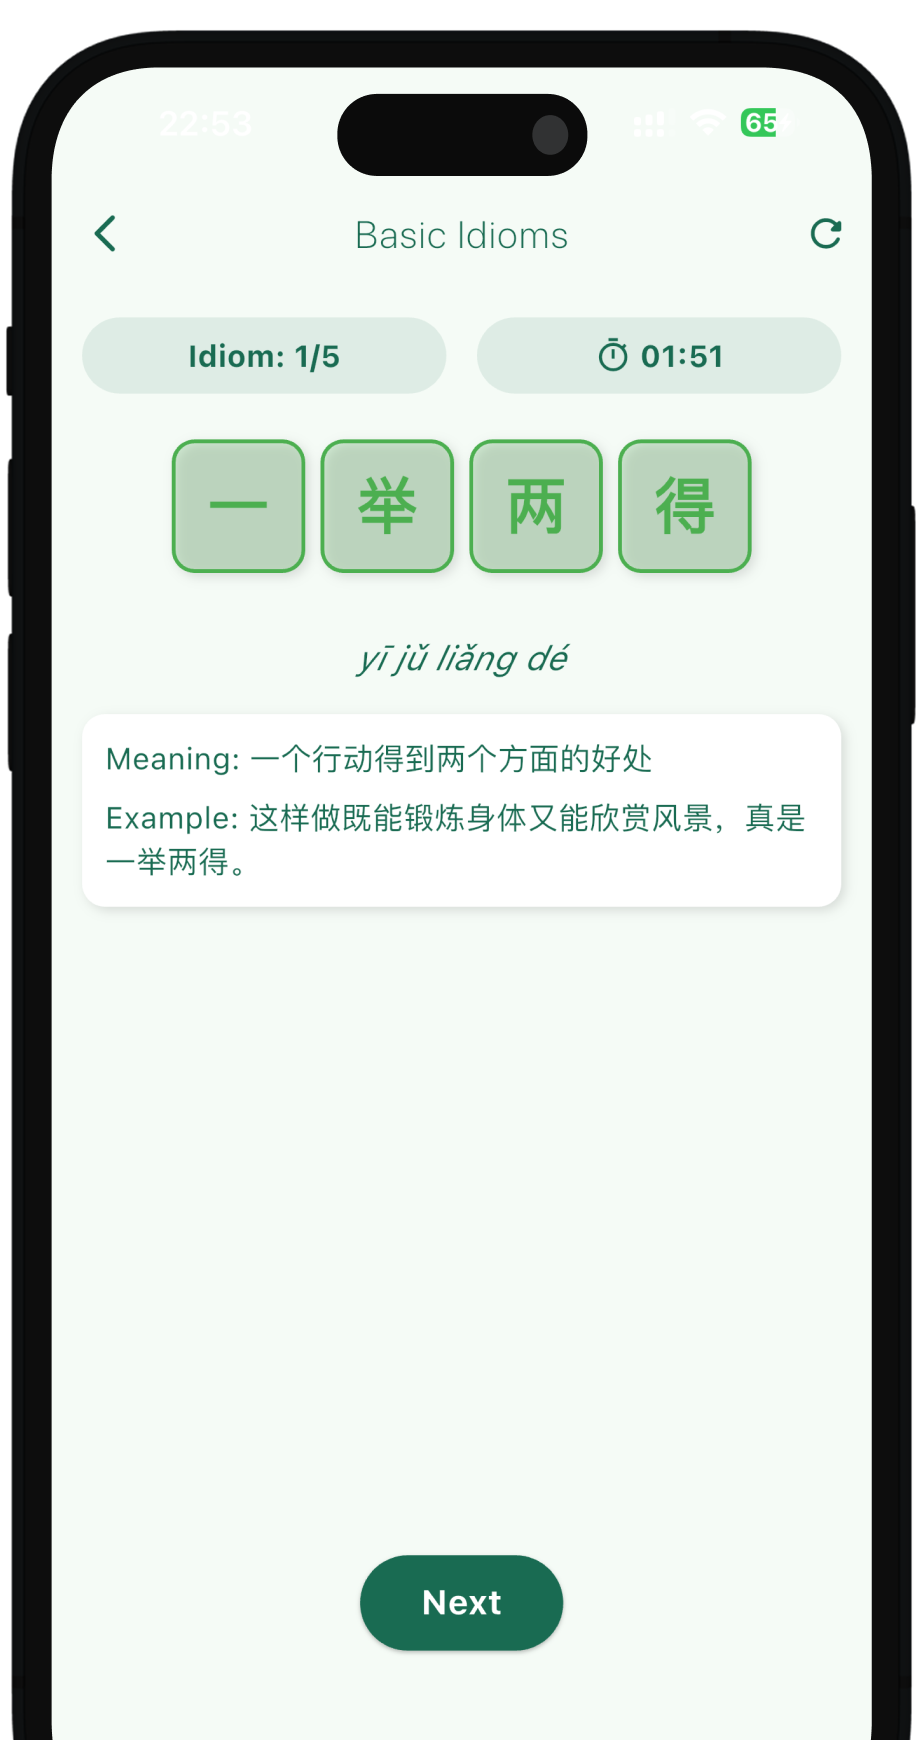 22:53 65
Basic Idioms
Idiom: 1/5 01:51
一 举 两 得
yī jǔ liǎng dé
Meaning: 一个行动得到两个方面的好处
Example: 这样做既能锻炼身体又能欣赏风景，真是
一举两得。
Next